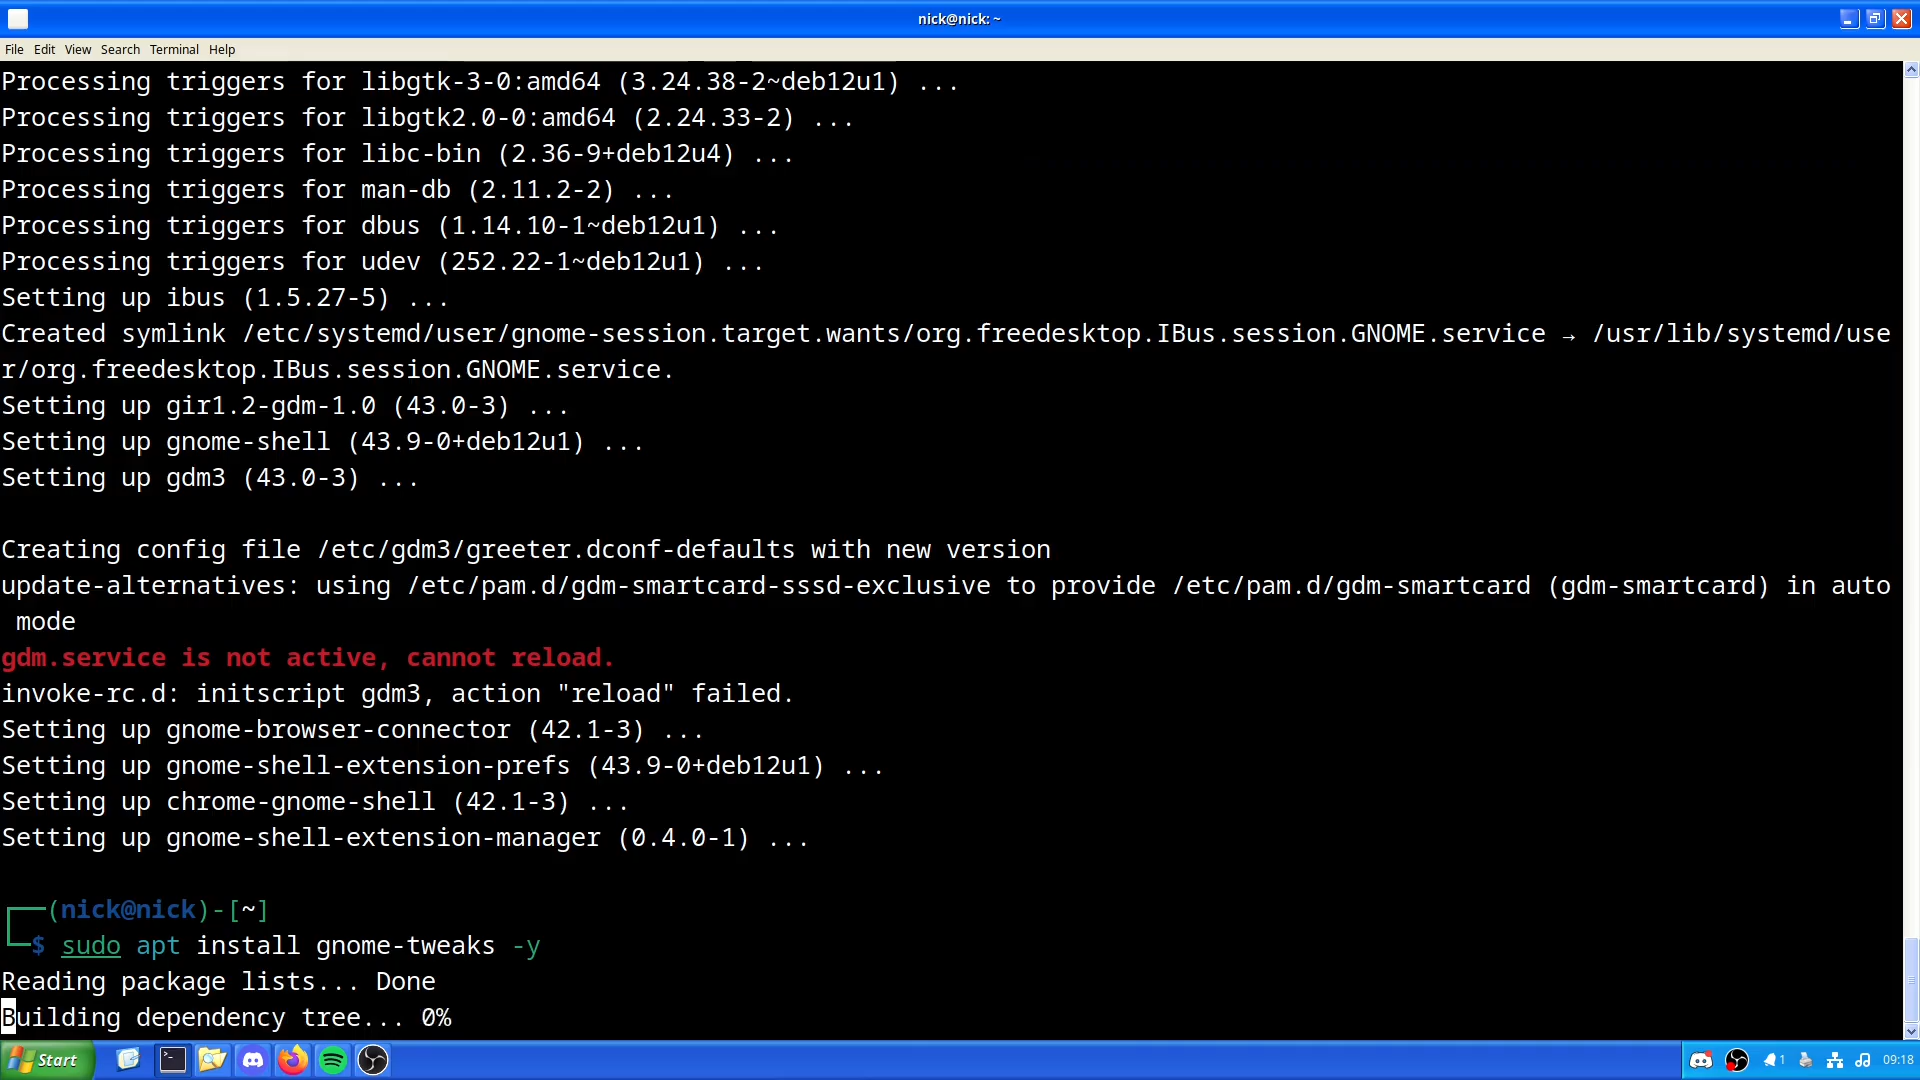 nick@nick: ~
File Edit View Search Terminal Help
Processing triggers for libgtk-3-0:amd64 (3.24.38-2~deb12u1) ...
Processing triggers for libgtk2.0-0:amd64 (2.24.33-2) ...
Processing triggers for libc-bin (2.36-9+deb12u4) ...
Processing triggers for man-db (2.11.2-2) ...
Processing triggers for dbus (1.14.10-1~deb12u1) ...
Processing triggers for udev (252.22-1~deb12u1) ...
Setting up ibus (1.5.27-5) ...
Created symlink /etc/systemd/user/gnome-session.target.wants/org.freedesktop.IBus.session.GNOME.service → /usr/lib/systemd/use
r/org.freedesktop.IBus.session.GNOME.service.
Setting up gir1.2-gdm-1.0 (43.0-3) ...
Setting up gnome-shell (43.9-0+deb12u1) ...
Setting up gdm3 (43.0-3) ...
Creating config file /etc/gdm3/greeter.dconf-defaults with new version
update-alternatives: using /etc/pam.d/gdm-smartcard-sssd-exclusive to provide /etc/pam.d/gdm-smartcard (gdm-smartcard) in auto
mode
gdm.service is not active, cannot reload.
invoke-rc.d: initscript gdm3, action "reload" failed.
Setting up gnome-browser-connector (42.1-3) ...
Setting up gnome-shell-extension-prefs (43.9-0+deb12u1) ...
Setting up chrome-gnome-shell (42.1-3) ...
Setting up gnome-shell-extension-manager (0.4.0-1) ...
┌──(nick@nick)-[~]
└─$ sudo apt install gnome-tweaks -y
Reading package lists... Done
Building dependency tree... 0%
Start 1 09:18